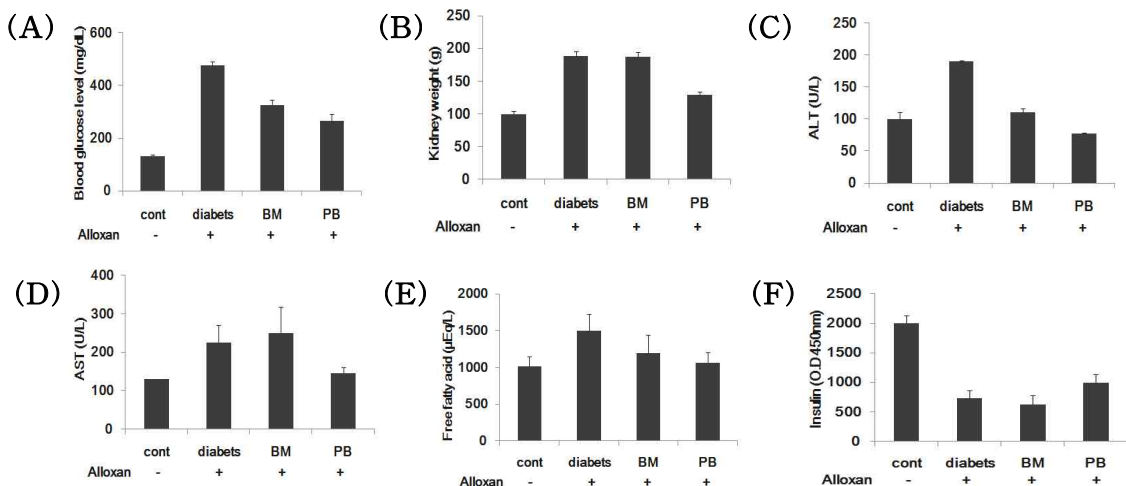 (A)
Blood glucose level (mg/dL)
600
400
200
0
cont diabets BM PB
Alloxan - + + +
(B)
Kidney weight (g)
250
200
150
100
50
0
cont diabets BM PB
Alloxan - + + +
(C)
ALT (U/L)
250
200
150
100
50
0
cont diabets BM PB
Alloxan - + + +
(D)
AST (U/L)
400
300
200
100
0
cont diabets BM PB
Alloxan - + + +
(E)
Free fatty acid (µEq/L)
2000
1500
1000
500
0
cont diabets BM PB
Alloxan - + + +
(F)
Insulin (O.D450nm)
2500
2000
1500
1000
500
0
cont diabets BM PB
Alloxan - + + +